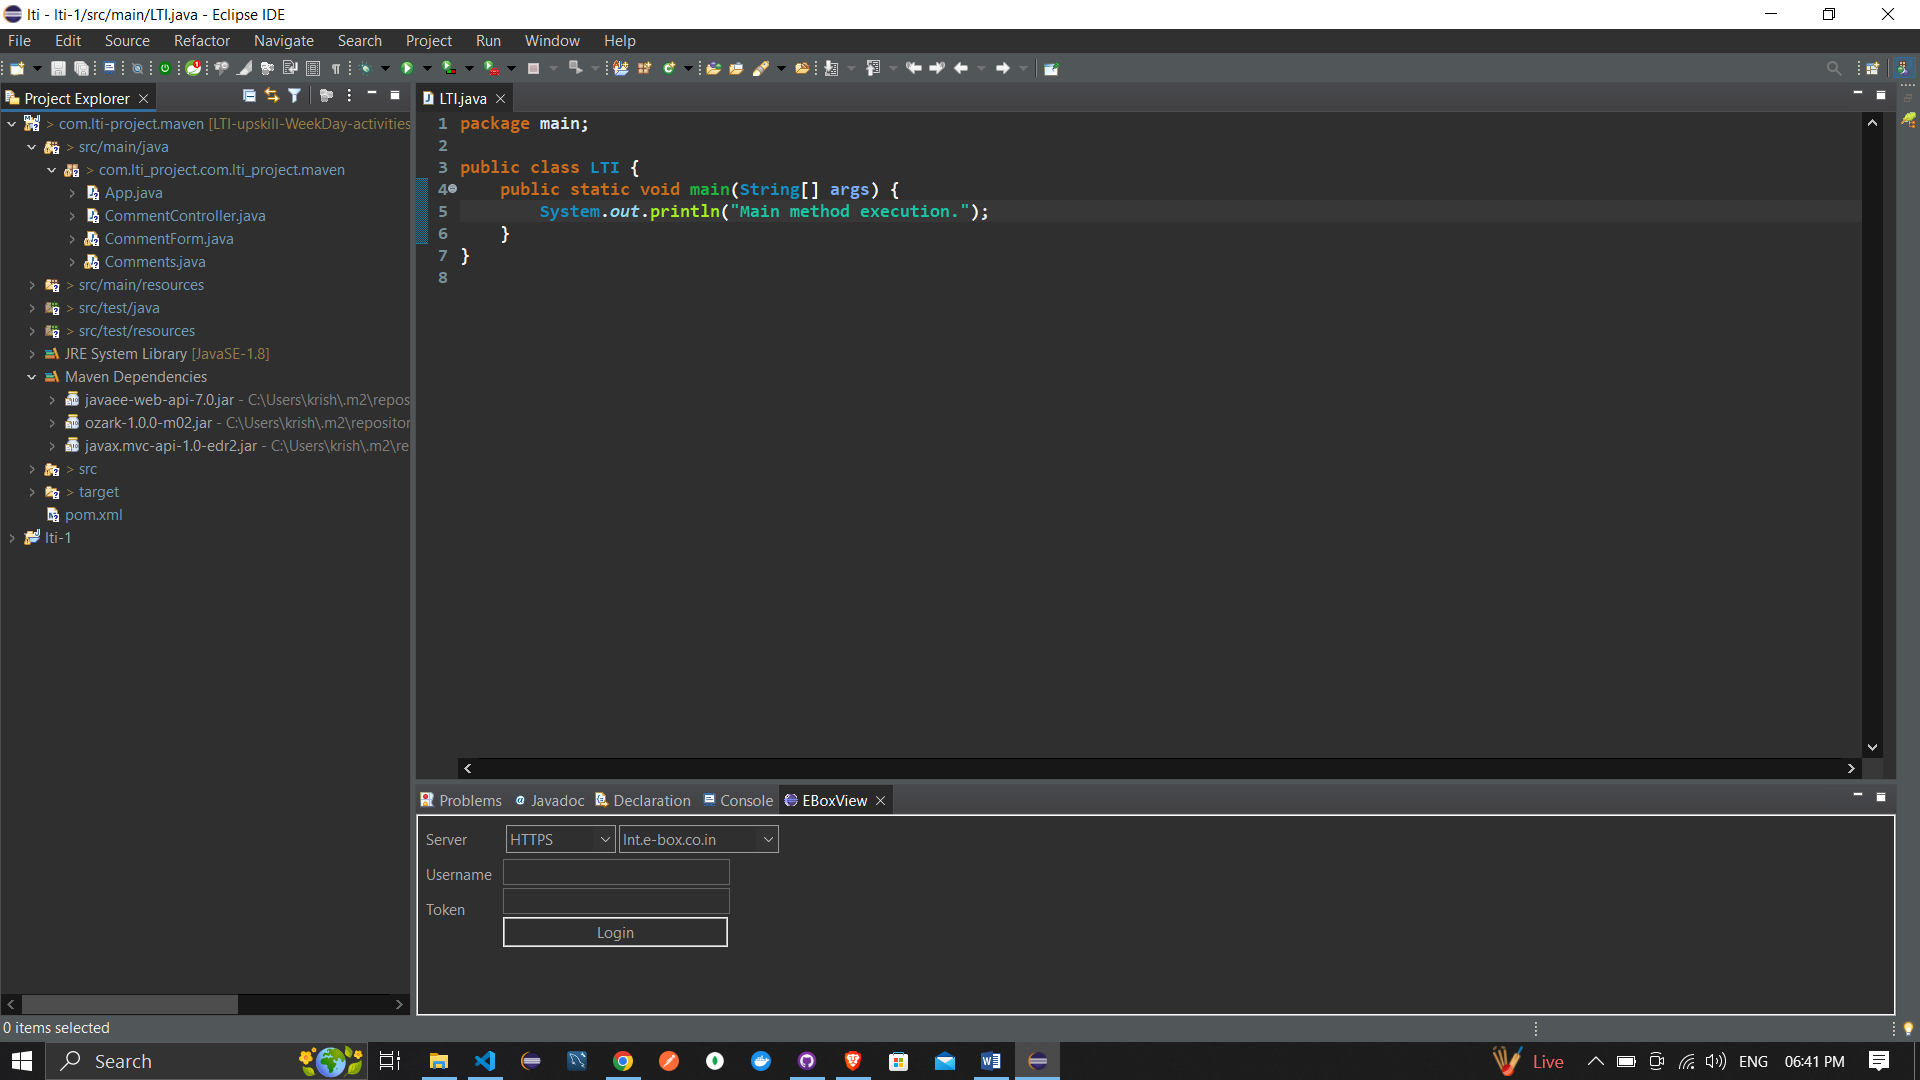 lti - lti-1/src/main/LTI.java - Eclipse IDE
File Edit Source Refactor Navigate Search Project Run Window Help
Project Explorer
> com.lti-project.maven [LTI-upskill-WeekDay-activities
> src/main/java
> com.lti_project.com.lti_project.maven
App.java
CommentController.java
CommentForm.java
Comments.java
> src/main/resources
> src/test/java
> src/test/resources
JRE System Library [JavaSE-1.8]
Maven Dependencies
javaee-web-api-7.0.jar - C:\Users\krish\.m2\repos
ozark-1.0.0-m02.jar - C:\Users\krish\.m2\repositor
javax.mvc-api-1.0-edr2.jar - C:\Users\krish\.m2\re
> src
> target
pom.xml
lti-1
LTI.java
1 package main;
2
3 public class LTI {
4 public static void main(String[] args) {
5 System.out.println("Main method execution.");
6 }
7 }
8
Problems @ Javadoc Declaration Console EBoxView
Server HTTPS Int.e-box.co.in
Username
Token
Login
0 items selected
Search
Live ENG 06:41 PM